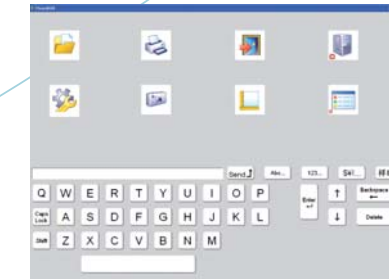 Send Abc... 123... $€[...
Q W E R T Y U I O P Enter ↑ Backspace
Caps Lock A S D F G H J K L ↓ Delete
Shift Z X C V B N M